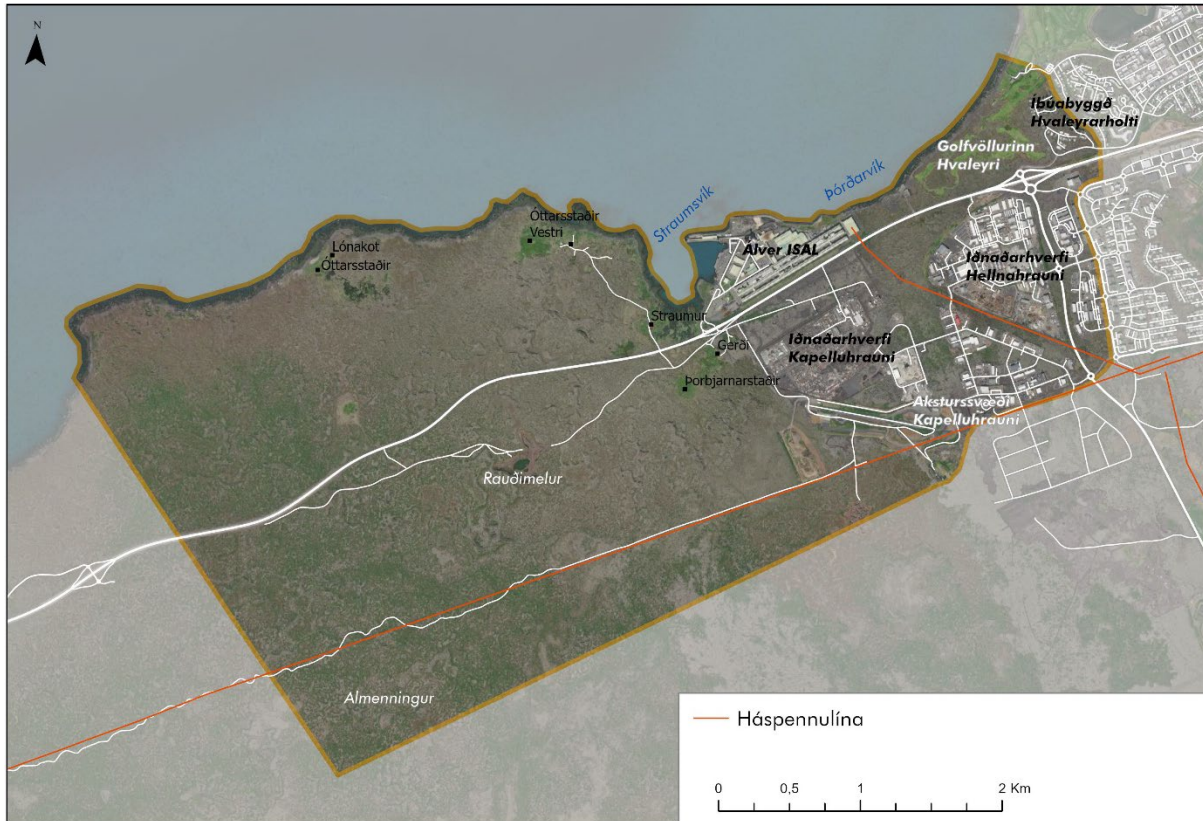 N
Íbúabyggð
Hvaleyrarholti
Golfvöllurinn
Hvaleyri
Þórðarvík
Straumsvík
Óttarsstaðir
Vestri
Lónakot
Óttarsstaðir
Álver ISAL
Iðnaðarhverfi
Hellnahrauni
Straumur
Gerði
Iðnaðarhverfi
Kapelluhrauni
Þorbjarnarstaðir
Akstursssvæði
Kapelluhrauni
Rauðimelur
Almenningur
Háspennulína
0 0,5 1 2 Km